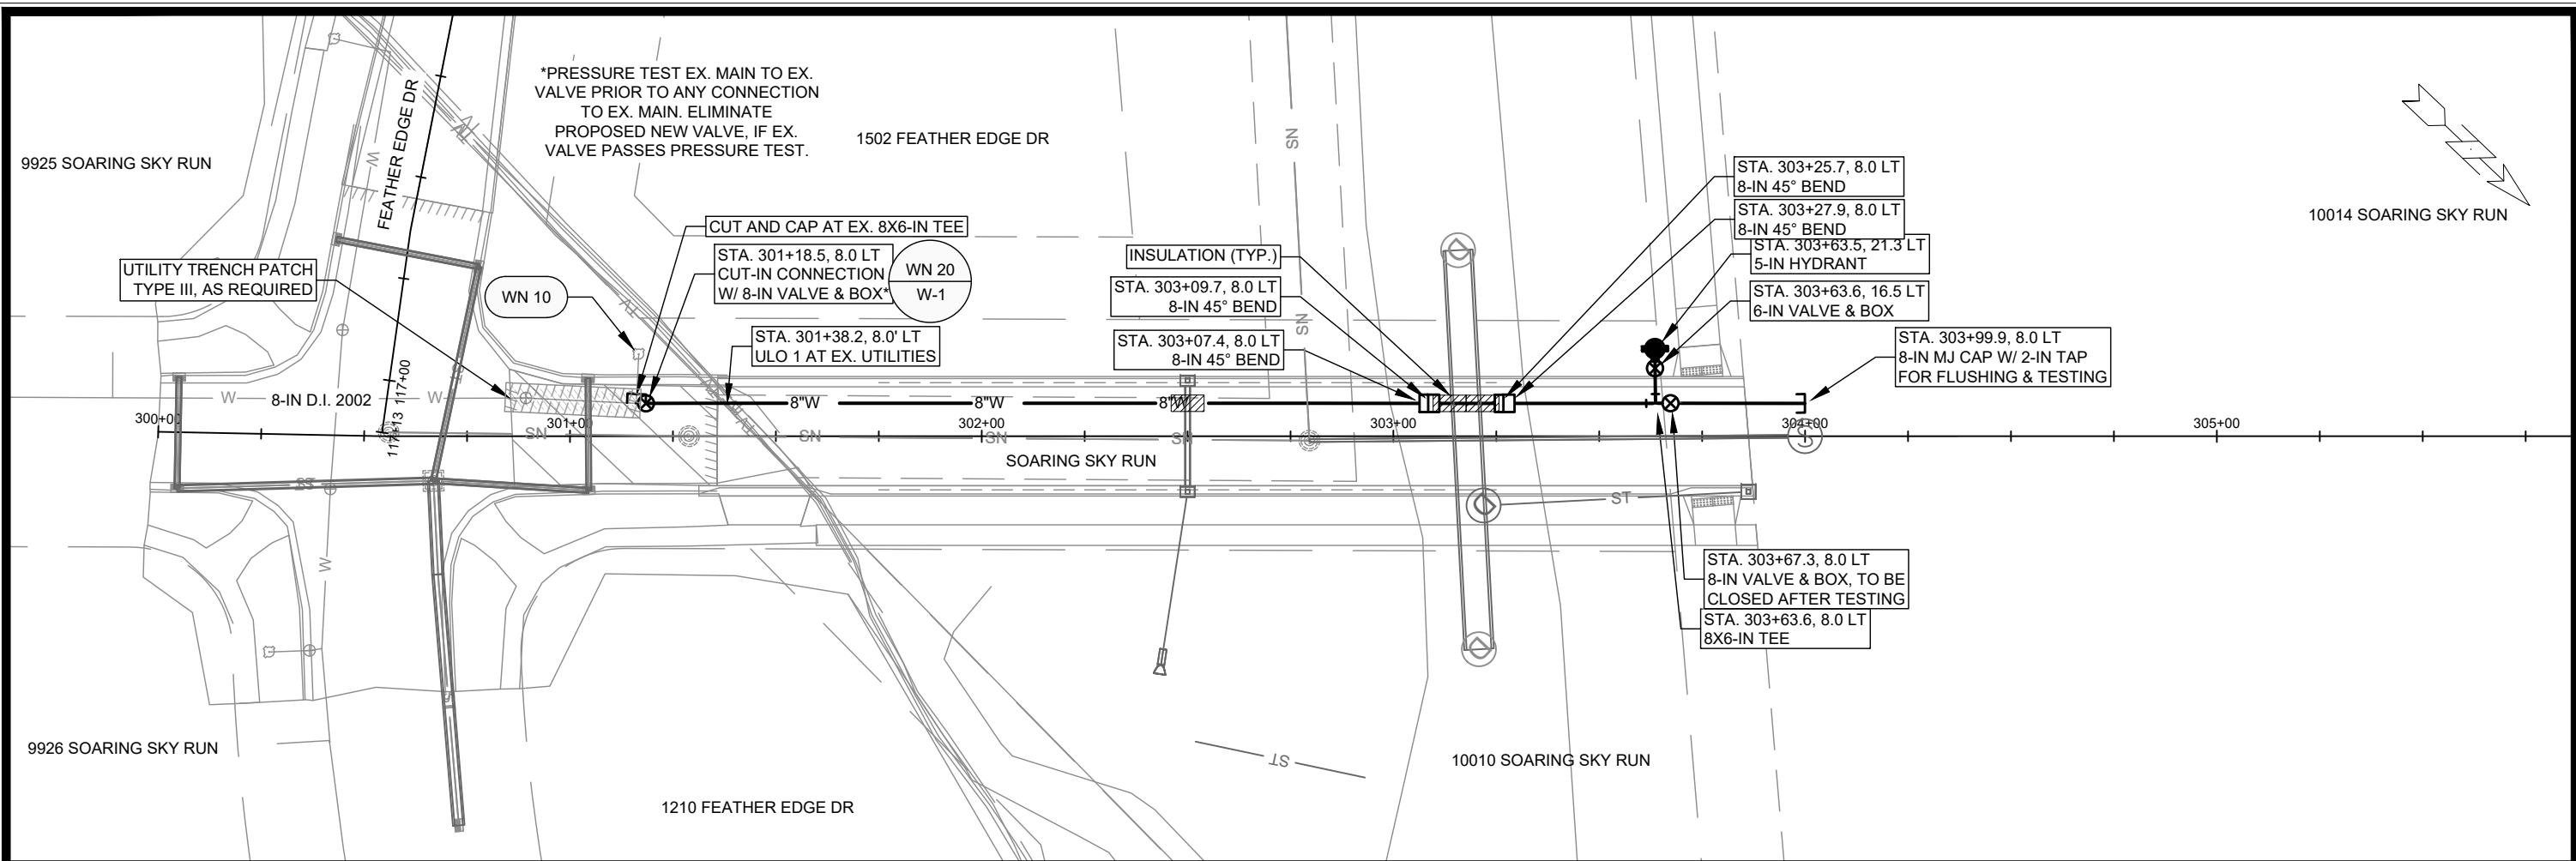 *PRESSURE TEST EX. MAIN TO EX.
VALVE PRIOR TO ANY CONNECTION
TO EX. MAIN. ELIMINATE
PROPOSED NEW VALVE, IF EX.
VALVE PASSES PRESSURE TEST.
FEATHER EDGE DR
9925 SOARING SKY RUN
1502 FEATHER EDGE DR
10014 SOARING SKY RUN
STA. 303+25.7, 8.0 LT
8-IN 45° BEND
STA. 303+27.9, 8.0 LT
8-IN 45° BEND
STA. 303+63.5, 21.3 LT
5-IN HYDRANT
STA. 303+63.6, 16.5 LT
6-IN VALVE & BOX
STA. 303+99.9, 8.0 LT
8-IN MJ CAP W/ 2-IN TAP
FOR FLUSHING & TESTING
CUT AND CAP AT EX. 8X6-IN TEE
STA. 301+18.5, 8.0 LT
CUT-IN CONNECTION
W/ 8-IN VALVE & BOX*
WN 20
W-1
WN 10
UTILITY TRENCH PATCH
TYPE III, AS REQUIRED
STA. 301+38.2, 8.0' LT
ULO 1 AT EX. UTILITIES
INSULATION (TYP.)
STA. 303+09.7, 8.0 LT
8-IN 45° BEND
STA. 303+07.4, 8.0 LT
8-IN 45° BEND
W
W
8-IN D.I. 2002
W
8"W
8"W
8"W
117+00
117+13
300+0
301+00
302+00
303+00
304+00
305+00
SN
SN
SN
SN
SN
SN
SOARING SKY RUN
ST
ST
ST
W
S
STA. 303+67.3, 8.0 LT
8-IN VALVE & BOX, TO BE
CLOSED AFTER TESTING
STA. 303+63.6, 8.0 LT
8X6-IN TEE
9926 SOARING SKY RUN
1210 FEATHER EDGE DR
10010 SOARING SKY RUN